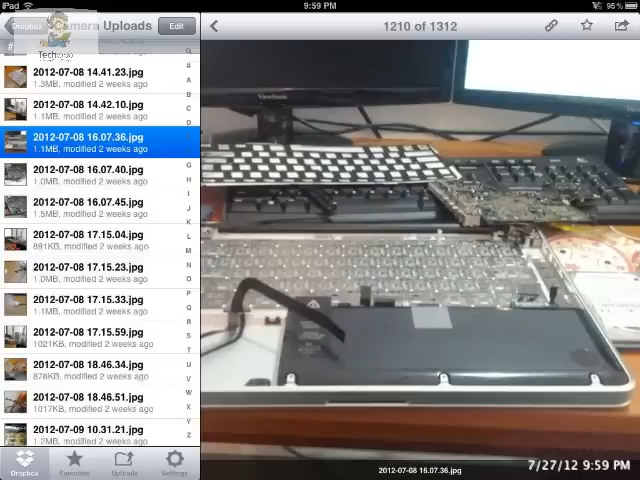 iPad
9:59 PM
95%
Dropbox
Camera Uploads
Edit
1210 of 1312
2012-07-08 14.41.23.jpg
1.3MB, modified 2 weeks ago
2012-07-08 14.42.10.jpg
1.1MB, modified 2 weeks ago
2012-07-08 16.07.36.jpg
1.1MB, modified 2 weeks ago
2012-07-08 16.07.40.jpg
1.0MB, modified 2 weeks ago
2012-07-08 16.07.45.jpg
1.5MB, modified 2 weeks ago
2012-07-08 17.15.04.jpg
891KB, modified 2 weeks ago
2012-07-08 17.15.23.jpg
1.0MB, modified 2 weeks ago
2012-07-08 17.15.33.jpg
1.1MB, modified 2 weeks ago
2012-07-08 17.15.59.jpg
1021KB, modified 2 weeks ago
2012-07-08 18.46.34.jpg
878KB, modified 2 weeks ago
2012-07-08 18.46.51.jpg
1017KB, modified 2 weeks ago
2012-07-09 10.31.21.jpg
1.2MB, modified 2 weeks ago
#
A
B
C
D
G
H
I
J
K
L
M
N
O
P
Q
R
S
T
U
V
W
X
Y
Z
Dropbox
Favorites
Uploads
Settings
ViewSonic
2012-07-08 16.07.36.jpg
7/27/12 9:59 PM